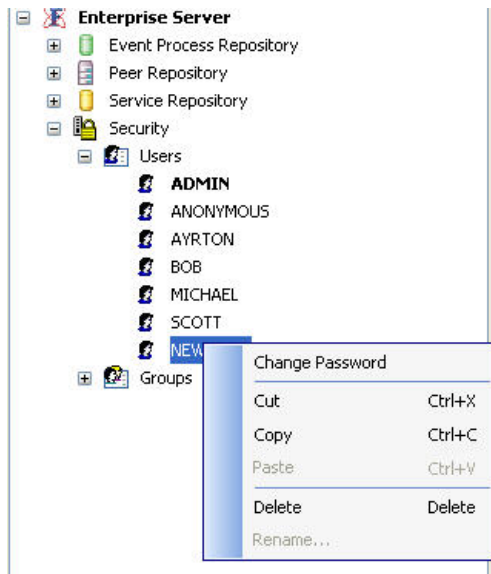 Enterprise Server
Event Process Repository
Peer Repository
Service Repository
Security
Users
ADMIN
ANONYMOUS
AYRTON
BOB
MICHAEL
SCOTT
NEW
Groups
Change Password
Cut Ctrl+X
Copy Ctrl+C
Paste Ctrl+V
Delete Delete
Rename...